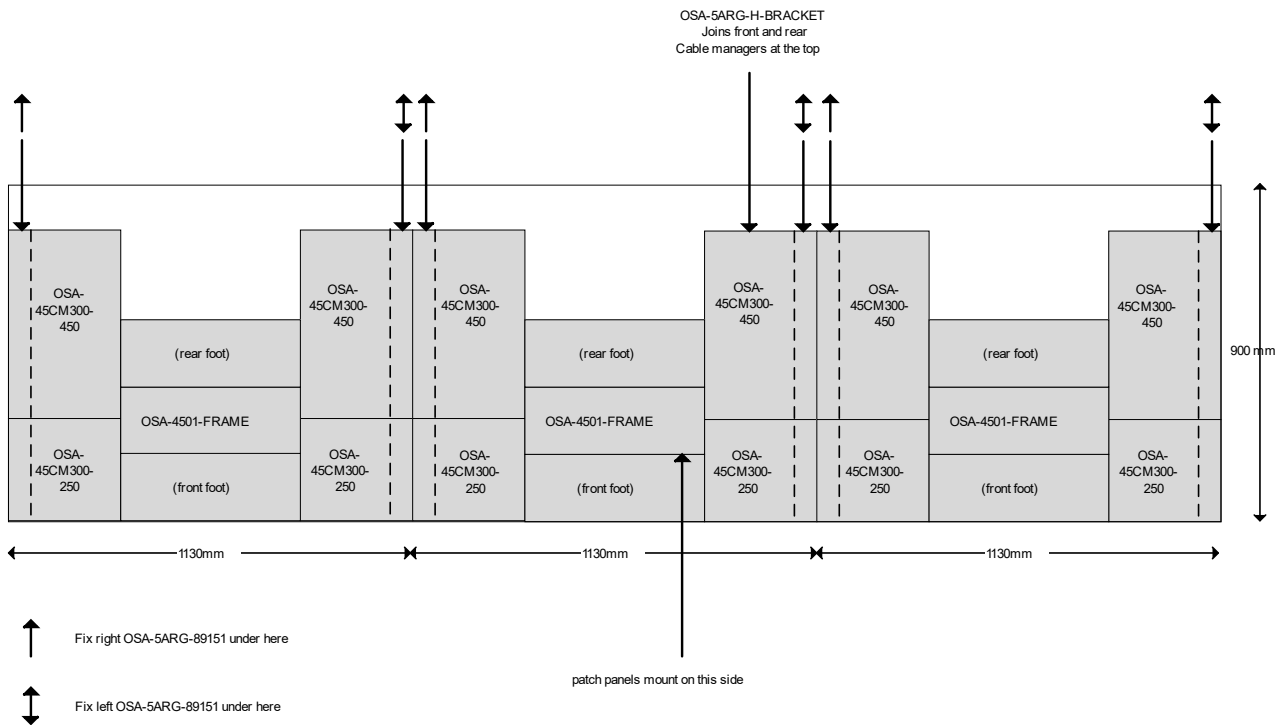 OSA-5ARG-H-BRACKET
Joins front and rear
Cable managers at the top
OSA-
45CM300-
450
OSA-
45CM300-
450
OSA-
45CM300-
450
OSA-
45CM300-
450
OSA-
45CM300-
450
OSA-
45CM300-
450
(rear foot)
(rear foot)
(rear foot)
900 mm
OSA-4501-FRAME
OSA-4501-FRAME
OSA-4501-FRAME
OSA-
45CM300-
250
OSA-
45CM300-
250
OSA-
45CM300-
250
OSA-
45CM300-
250
OSA-
45CM300-
250
OSA-
45CM300-
250
(front foot)
(front foot)
(front foot)
1130mm
1130mm
1130mm
Fix right OSA-5ARG-89151 under here
patch panels mount on this side
Fix left OSA-5ARG-89151 under here